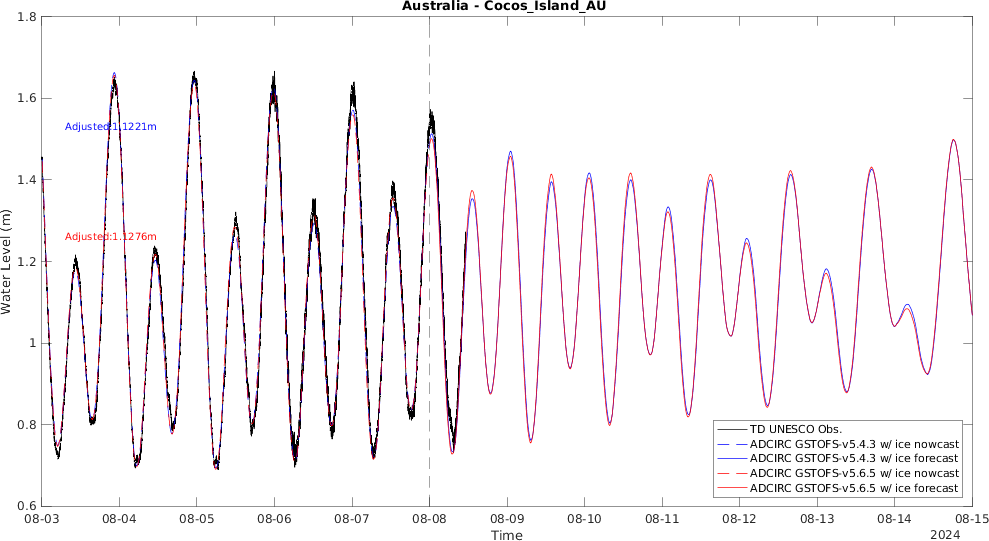 Australia - Cocos_Island_AU
1.8
1.6
1.4
1.2
1
0.8
0.6
Water Level (m)
Adjusted:1.1221m
Adjusted:1.1276m
TD UNESCO Obs.
ADCIRC GSTOFS-v5.4.3 w/ ice nowcast
ADCIRC GSTOFS-v5.4.3 w/ ice forecast
ADCIRC GSTOFS-v5.6.5 w/ ice nowcast
ADCIRC GSTOFS-v5.6.5 w/ ice forecast
08-03 08-04 08-05 08-06 08-07 08-08 08-09 08-10 08-11 08-12 08-13 08-14 08-15
Time
2024